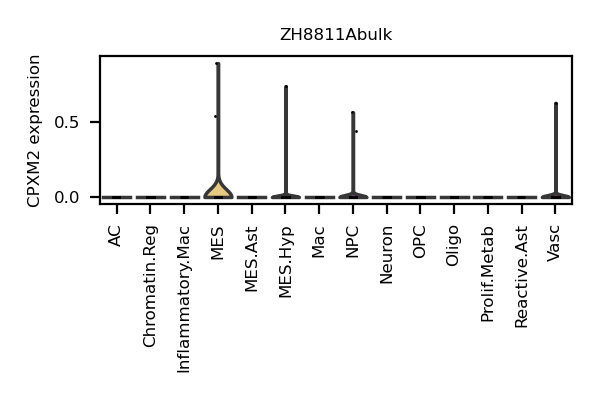 ZH8811Abulk
CPXM2 expression
0.5
0.0
AC
Chromatin.Reg
Inflammatory.Mac
MES
MES.Ast
MES.Hyp
Mac
NPC
Neuron
OPC
Oligo
Prolif.Metab
Reactive.Ast
Vasc